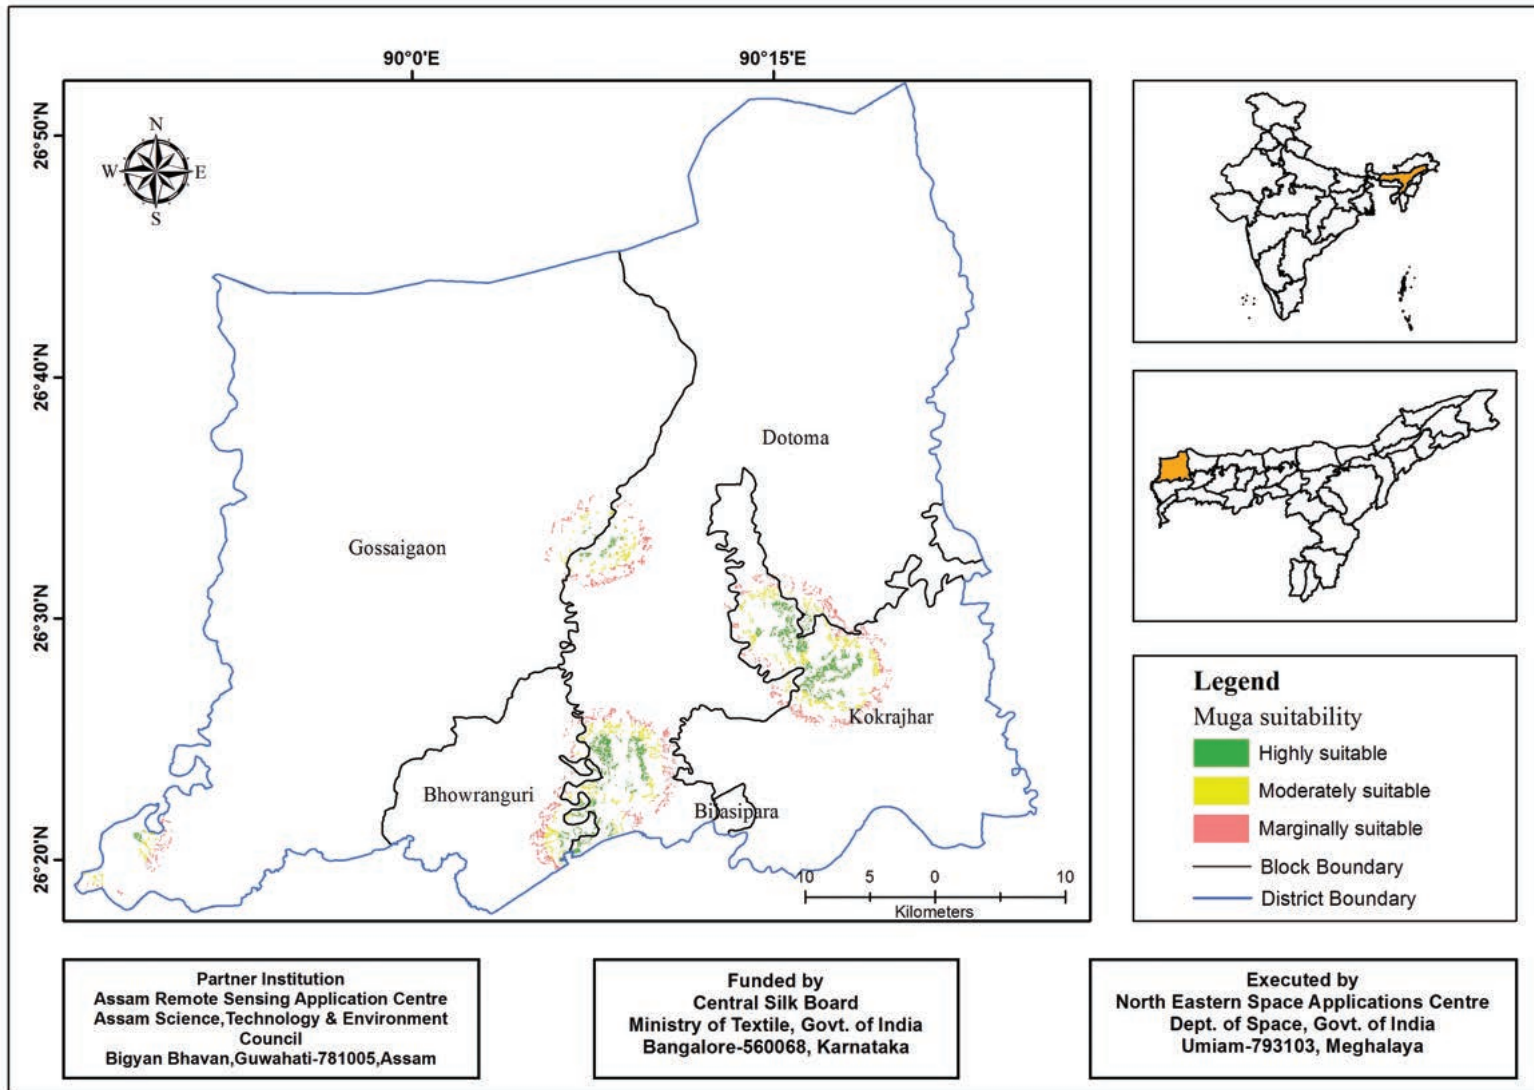 90°0'E
90°15'E
26°50'N
26°40'N
26°30'N
26°20'N
N
W
E
S
Dotoma
Gossaigaon
Kokrajhar
Bhowranguri
Bilasipara
10 5 0 10
Kilometers
Legend
Muga suitability
Highly suitable
Moderately suitable
Marginally suitable
Block Boundary
District Boundary
Partner Institution
Assam Remote Sensing Application Centre
Assam Science,Technology & Environment
Council
Bigyan Bhavan,Guwahati-781005,Assam
Funded by
Central Silk Board
Ministry of Textile, Govt. of India
Bangalore-560068, Karnataka
Executed by
North Eastern Space Applications Centre
Dept. of Space, Govt. of India
Umiam-793103, Meghalaya